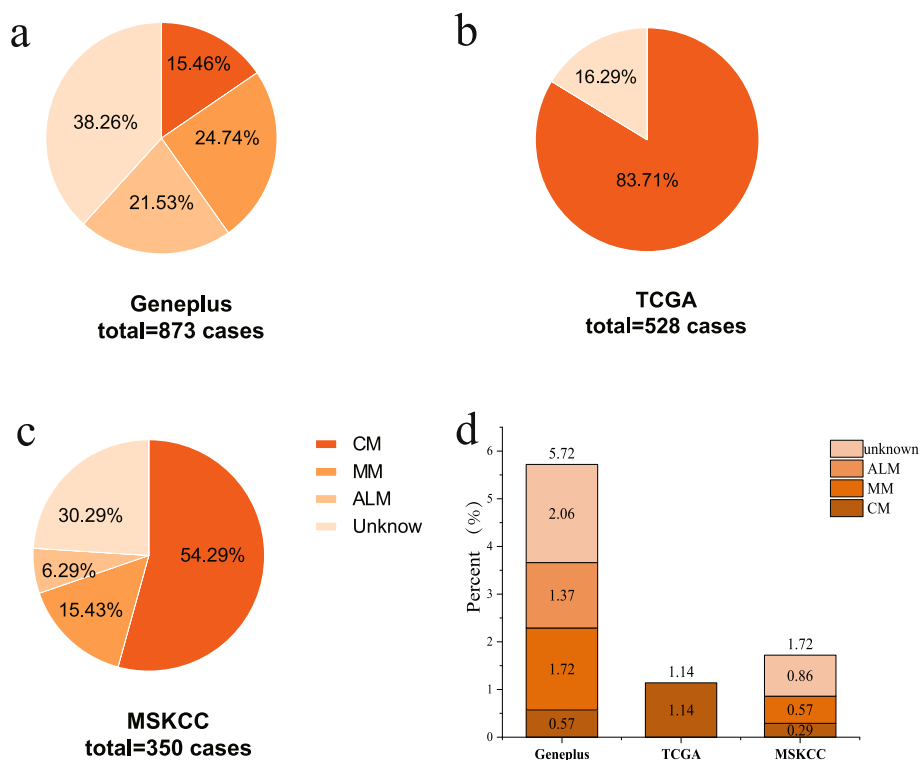 a
15.46%
24.74%
21.53%
38.26%
Geneplus
total=873 cases
b
16.29%
83.71%
TCGA
total=528 cases
c
54.29%
15.43%
6.29%
30.29%
MSKCC
total=350 cases
CM
MM
ALM
Unknow
d
unknown
ALM
MM
CM
Percent (%)
6
5
4
3
2
1
0
5.72
2.06
1.37
1.72
0.57
1.14
1.14
1.72
0.86
0.57
0.29
Geneplus
TCGA
MSKCC